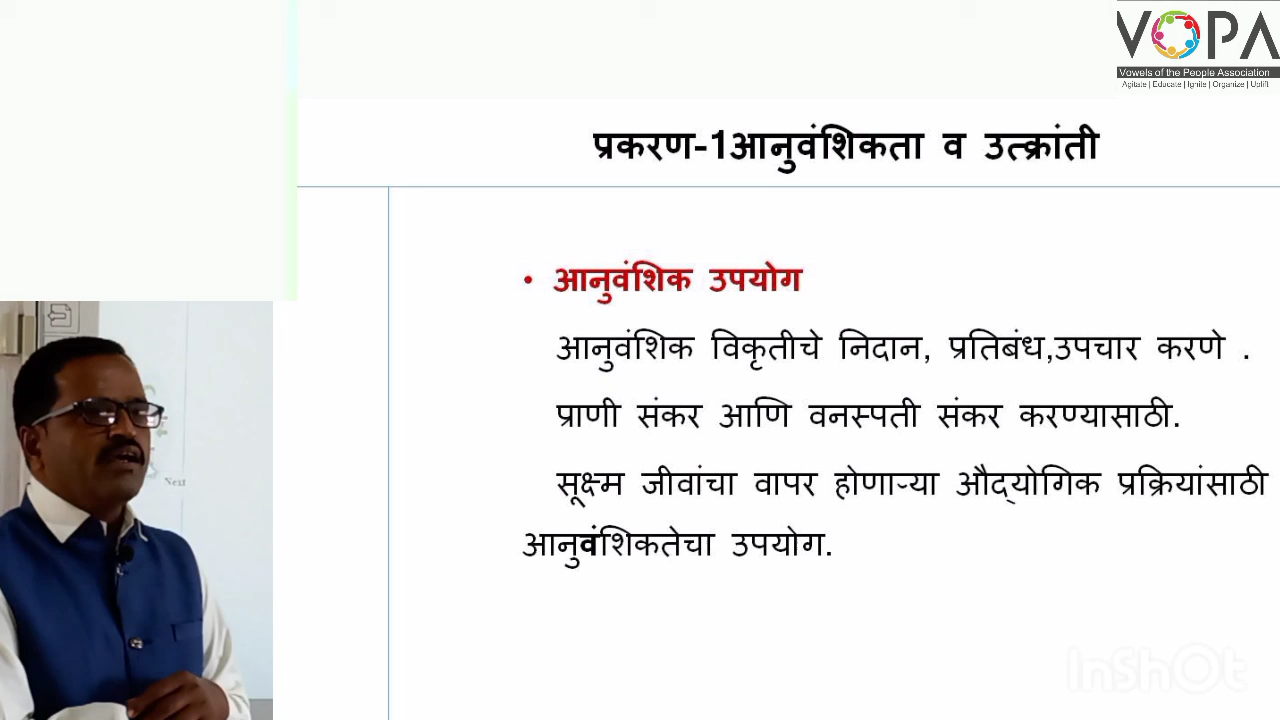 VOPA
Vowels of the People Association
Agitate | Educate | Ignite | Organize | Uplift
प्रकरण-1आनुवंशिकता व उत्क्रांती
• आनुवंशिक उपयोग
आनुवंशिक विकृतीचे निदान, प्रतिबंध,उपचार करणे .
प्राणी संकर आणि वनस्पती संकर करण्यासाठी.
सूक्ष्म जीवांचा वापर होणाऱ्या औद्‌योगिक प्रक्रियांसाठी
आनुवंशिकतेचा उपयोग.
Next
InShOt